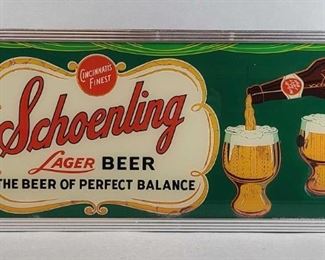 CINCINNATI'S
FINEST
Schoenling
LAGER BEER
THE BEER OF PERFECT BALANCE